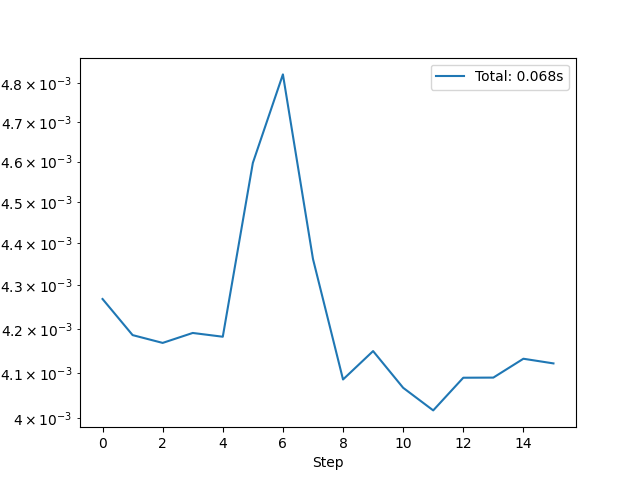 Total: 0.068s
4.8 × 10⁻³
4.7 × 10⁻³
4.6 × 10⁻³
4.5 × 10⁻³
4.4 × 10⁻³
4.3 × 10⁻³
4.2 × 10⁻³
4.1 × 10⁻³
4 × 10⁻³
0 2 4 6 8 10 12 14
Step